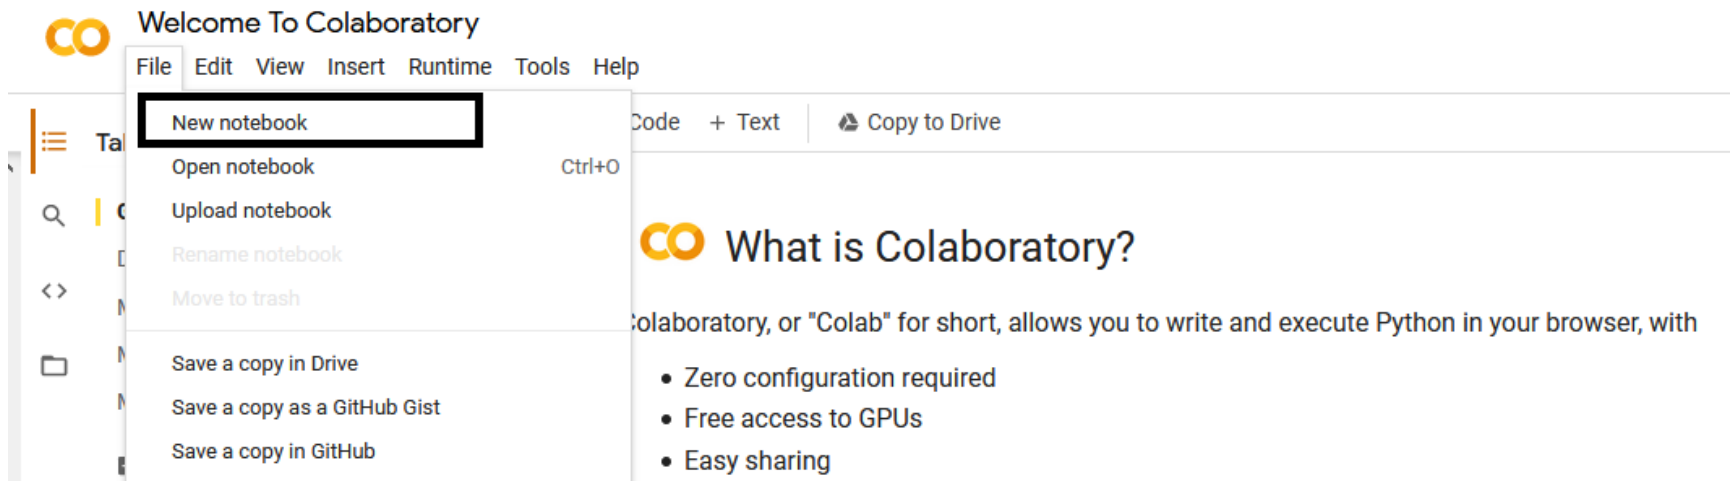 Welcome To Colaboratory
File Edit View Insert Runtime Tools Help
New notebook
Open notebook Ctrl+O
Upload notebook
Rename notebook
Move to trash
Save a copy in Drive
Save a copy as a GitHub Gist
Save a copy in GitHub
Code + Text Copy to Drive
What is Colaboratory?
olaboratory, or "Colab" for short, allows you to write and execute Python in your browser, with
• Zero configuration required
• Free access to GPUs
• Easy sharing